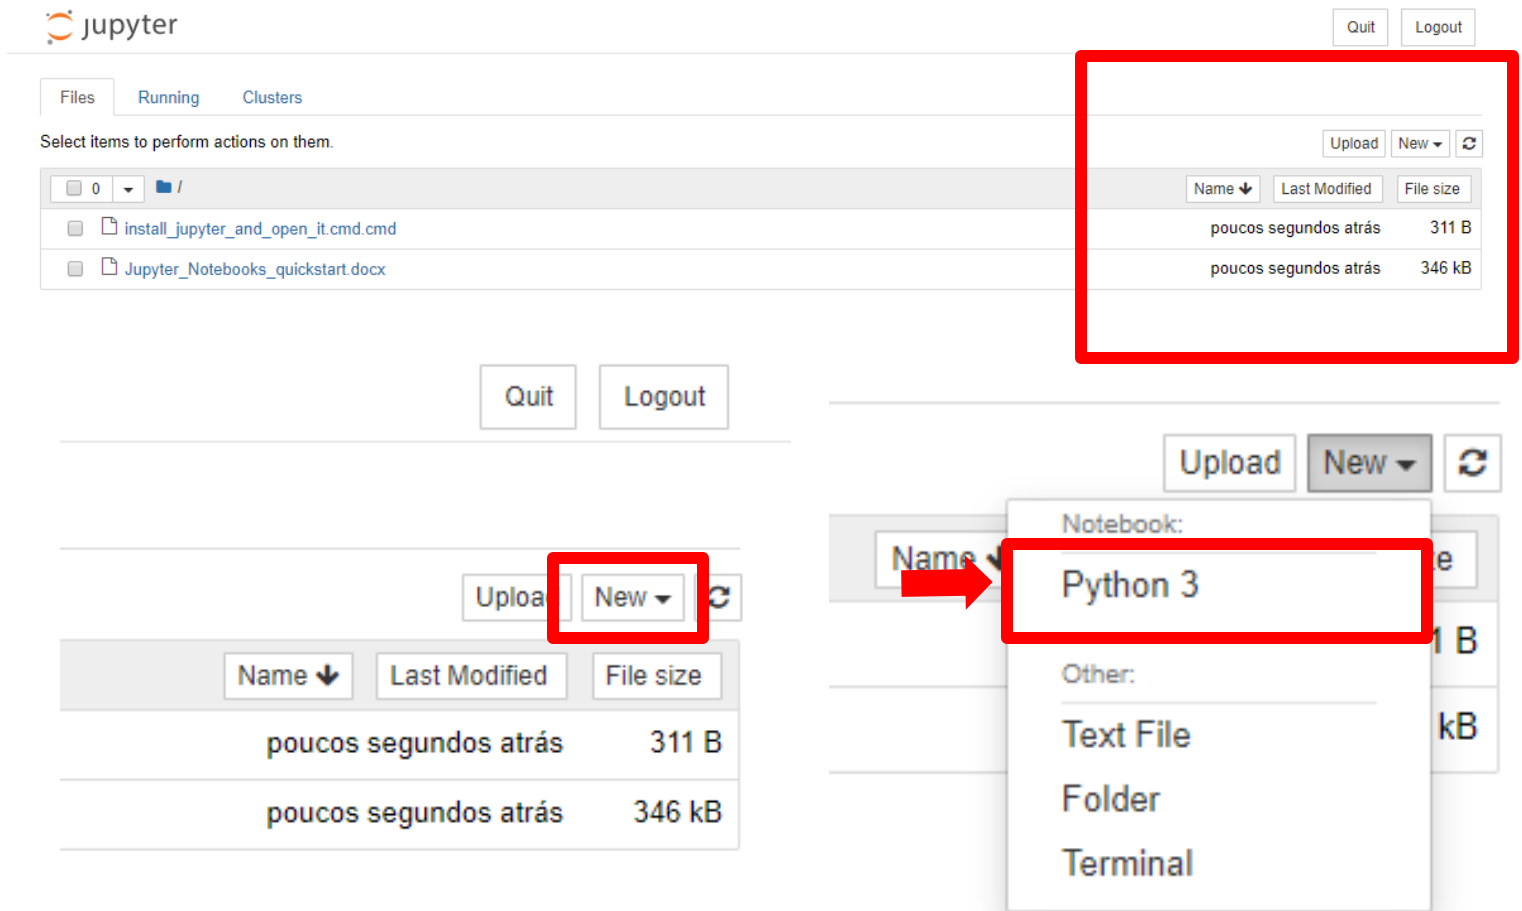 jupyter
Quit Logout
Files Running Clusters
Select items to perform actions on them.
Upload New
0 /
Name Last Modified File size
install_jupyter_and_open_it.cmd.cmd poucos segundos atrás 311 B
Jupyter_Notebooks_quickstart.docx poucos segundos atrás 346 kB
Quit Logout
New
Name Last Modified File size
poucos segundos atrás 311 B
poucos segundos atrás 346 kB
Upload New
Notebook:
Name
Python 3
B
Other:
Text File
kB
Folder
Terminal